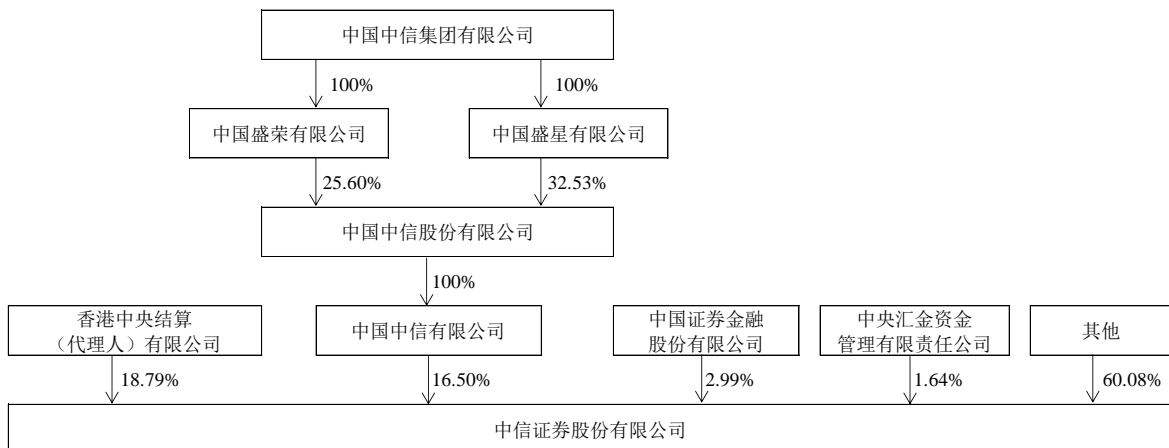 中国中信集团有限公司
100%
100%
中国盛荣有限公司
中国盛星有限公司
25.60%
32.53%
中国中信股份有限公司
100%
香港中央结算
（代理人）有限公司
中国中信有限公司
中国证券金融
股份有限公司
中央汇金资金
管理有限责任公司
其他
18.79%
16.50%
2.99%
1.64%
60.08%
中信证券股份有限公司